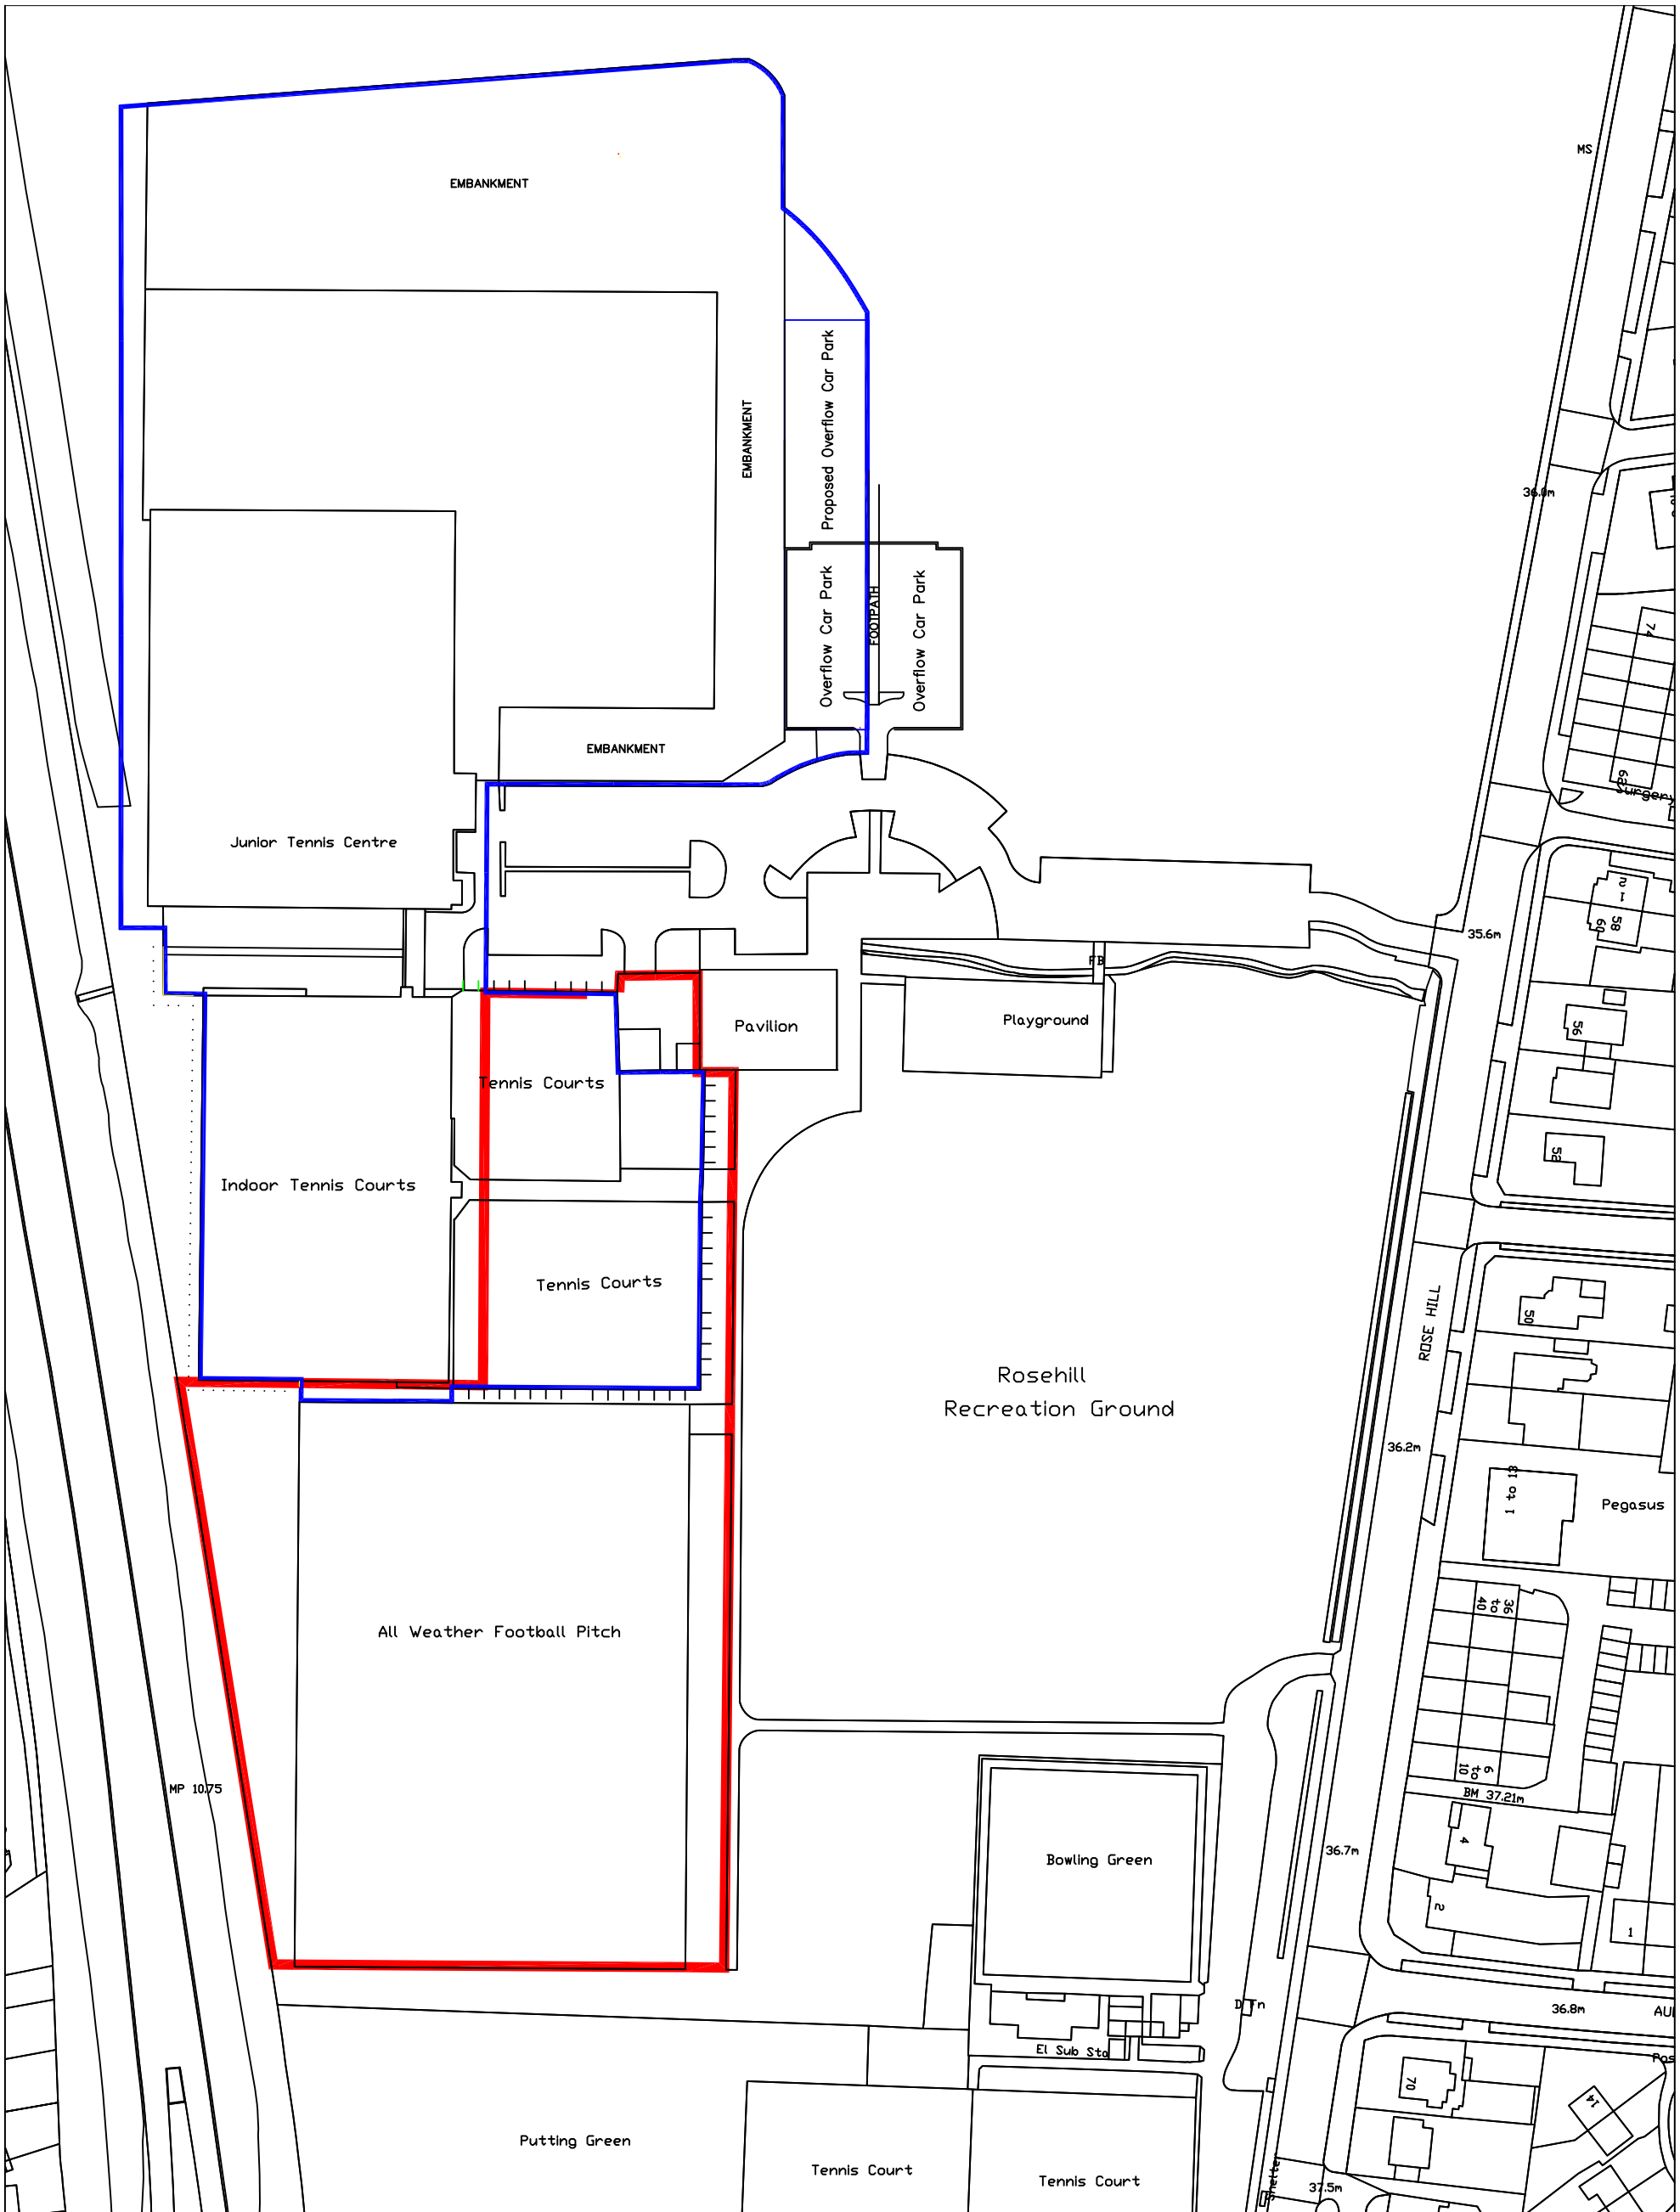 MS
EMBANKMENT
EMBANKMENT
Proposed Overflow Car Park
36.0m
Overflow Car Park
FOOTPATH
Overflow Car Park
74
EMBANKMENT
62
Surgery
Junior Tennis Centre
1
2
58
60
35.6m
FB
Playground
Pavilion
56
Tennis Courts
52
Indoor Tennis Courts
Tennis Courts
50
ROSE HILL
Rosehill
Recreation Ground
36.2m
1 to 13
Pegasus
36
to
40
All Weather Football Pitch
6
to
10
MP 10.75
BM 37.21m
4
36.7m
Bowling Green
2
1
D Fn
36.8m
El Sub Sta
70
14
Putting Green
Tennis Court
Tennis Court
Shelter
37.5m